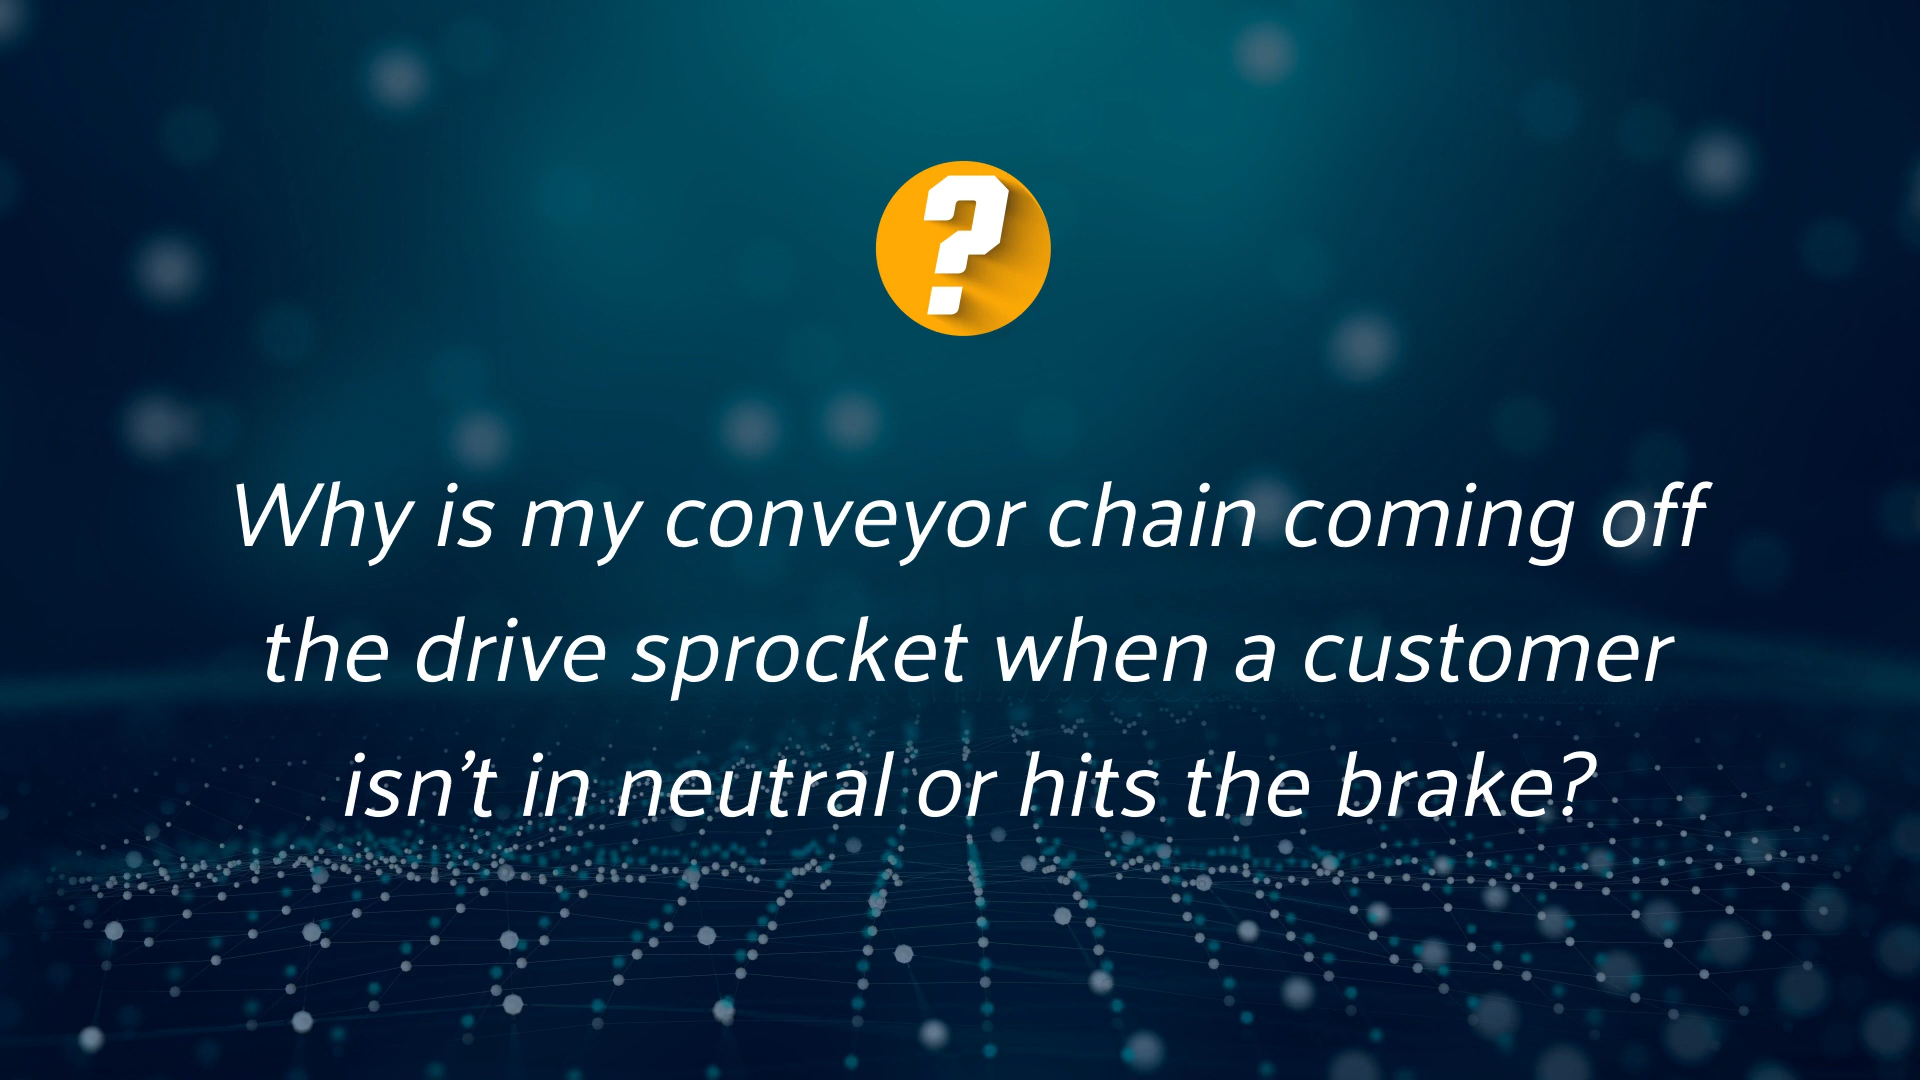 ?
Why is my conveyor chain coming off
the drive sprocket when a customer
isn’t in neutral or hits the brake?